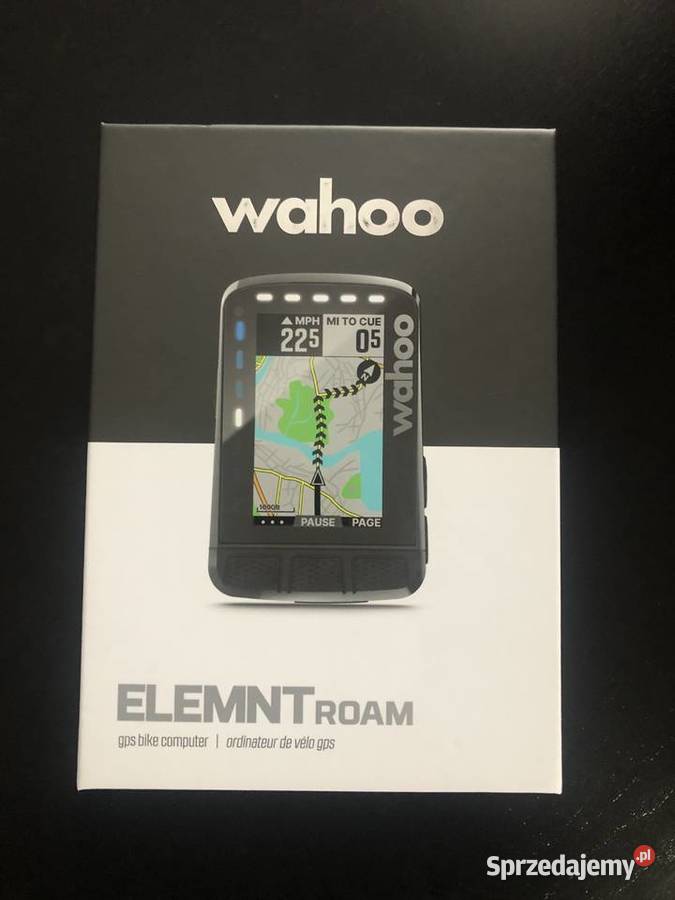 wahoo
▲ MPH MI TO CUE
22⁵ 0⁵
wahoo
1000ft
••• PAUSE PAGE
ELEMNT ROAM
gps bike computer | ordinateur de vélo gps
Sprzedajemy.pl